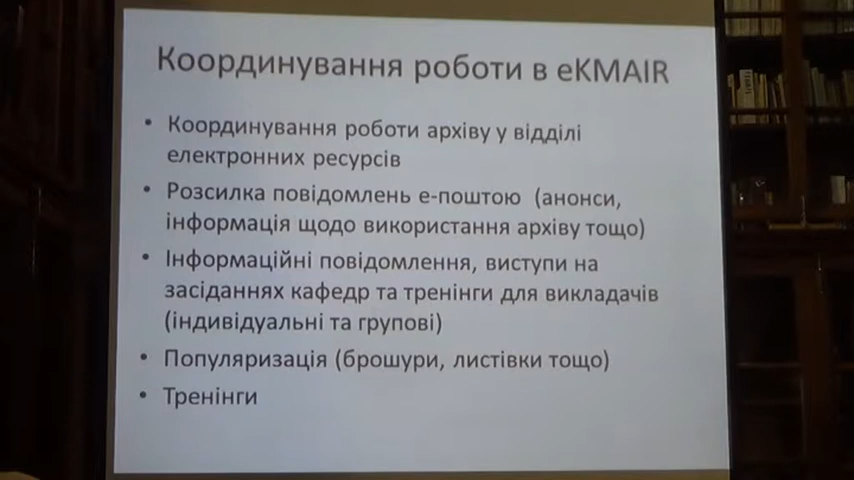 Координування роботи в eKMAIR
• Координування роботи архіву у відділі
електронних ресурсів
• Розсилка повідомлень е-поштою (анонси,
інформація щодо використання архіву тощо)
• Інформаційні повідомлення, виступи на
засіданнях кафедр та тренінги для викладачів
(індивідуальні та групові)
• Популяризація (брошури, листівки тощо)
• Тренінги